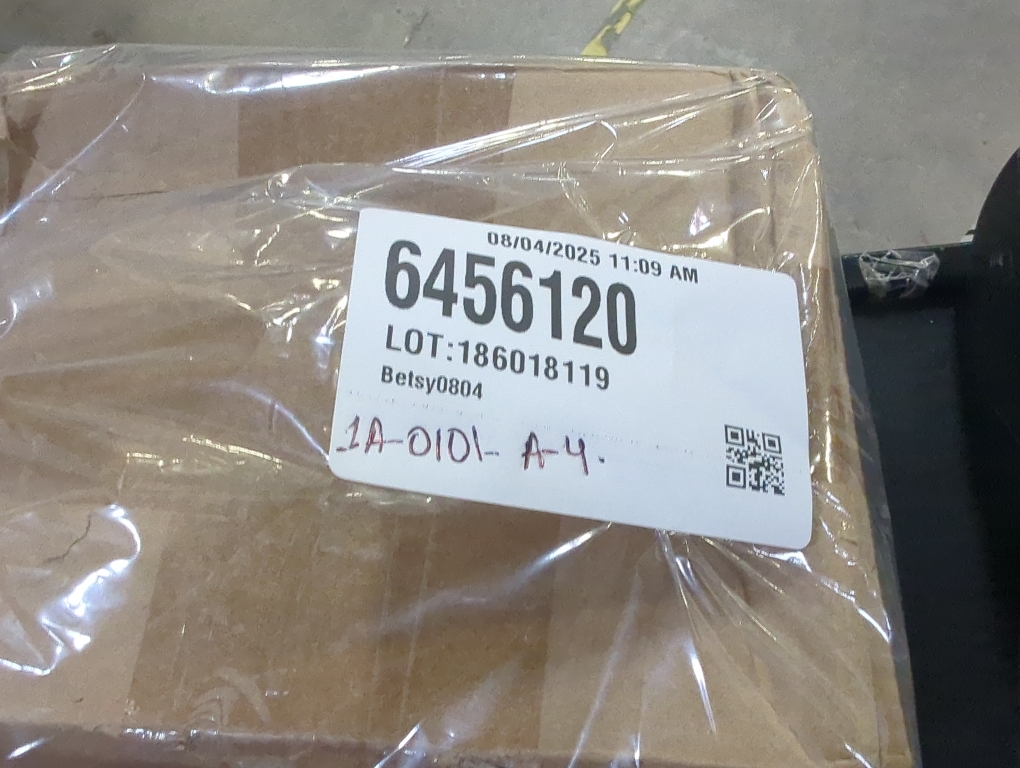 08/04/2025 11:09 AM
6456120
LOT:186018119
Betsy0804
1A-0101- A-4.